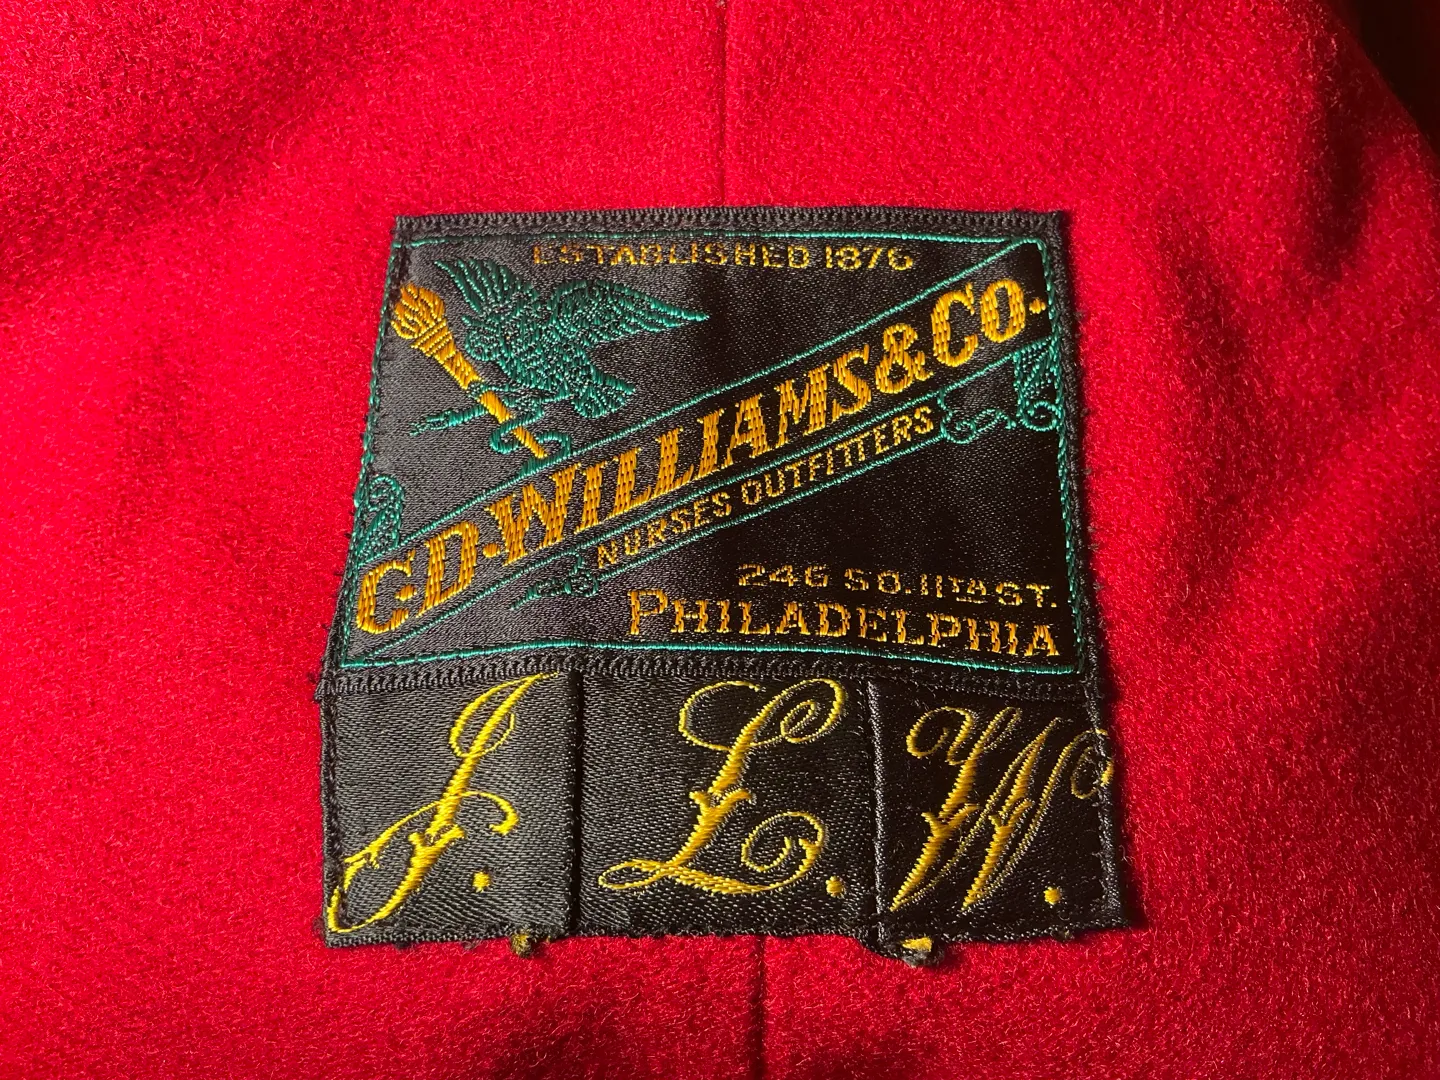 ESTABLISHED 1876
C.D. WILLIAMS & CO.
NURSES OUTFITTERS
246 SO. 11TH ST.
PHILADELPHIA
J. L. W.